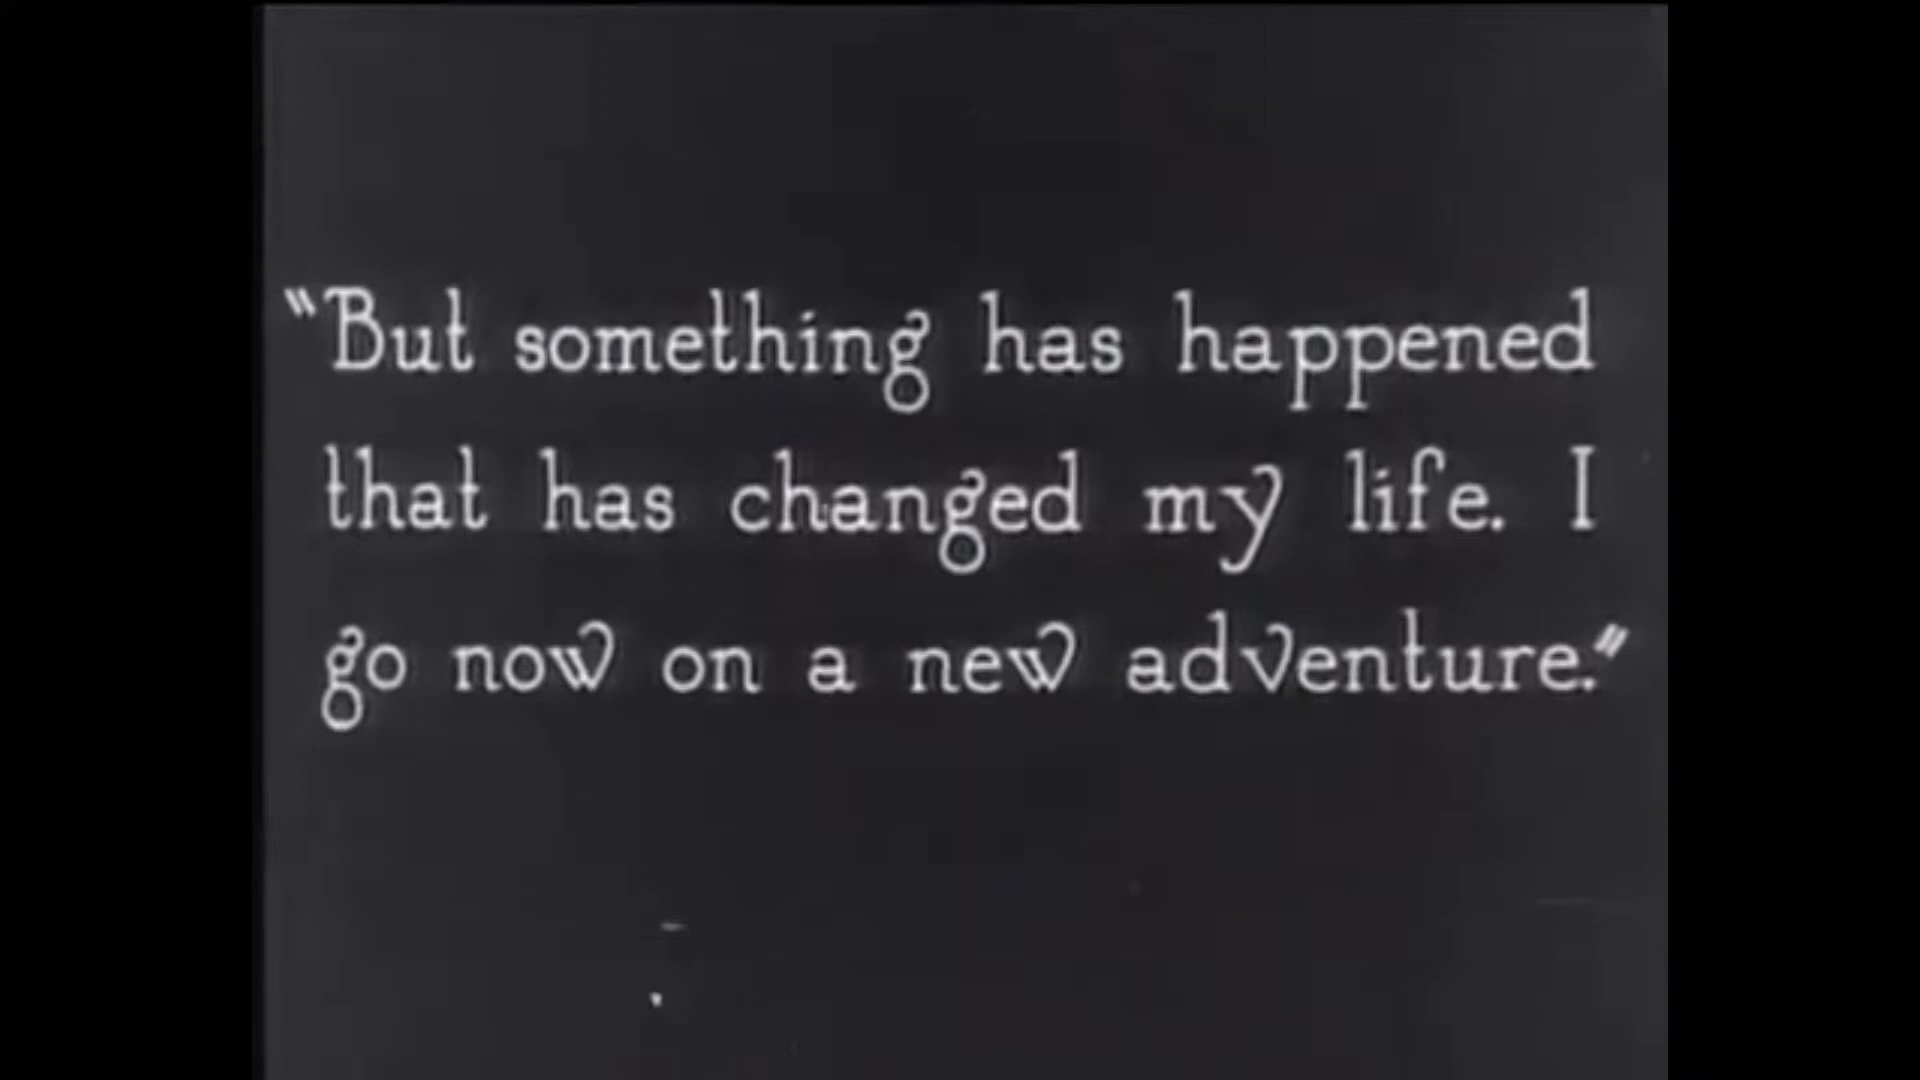 "But something has happened
that has changed my life. I
go now on a new adventure."